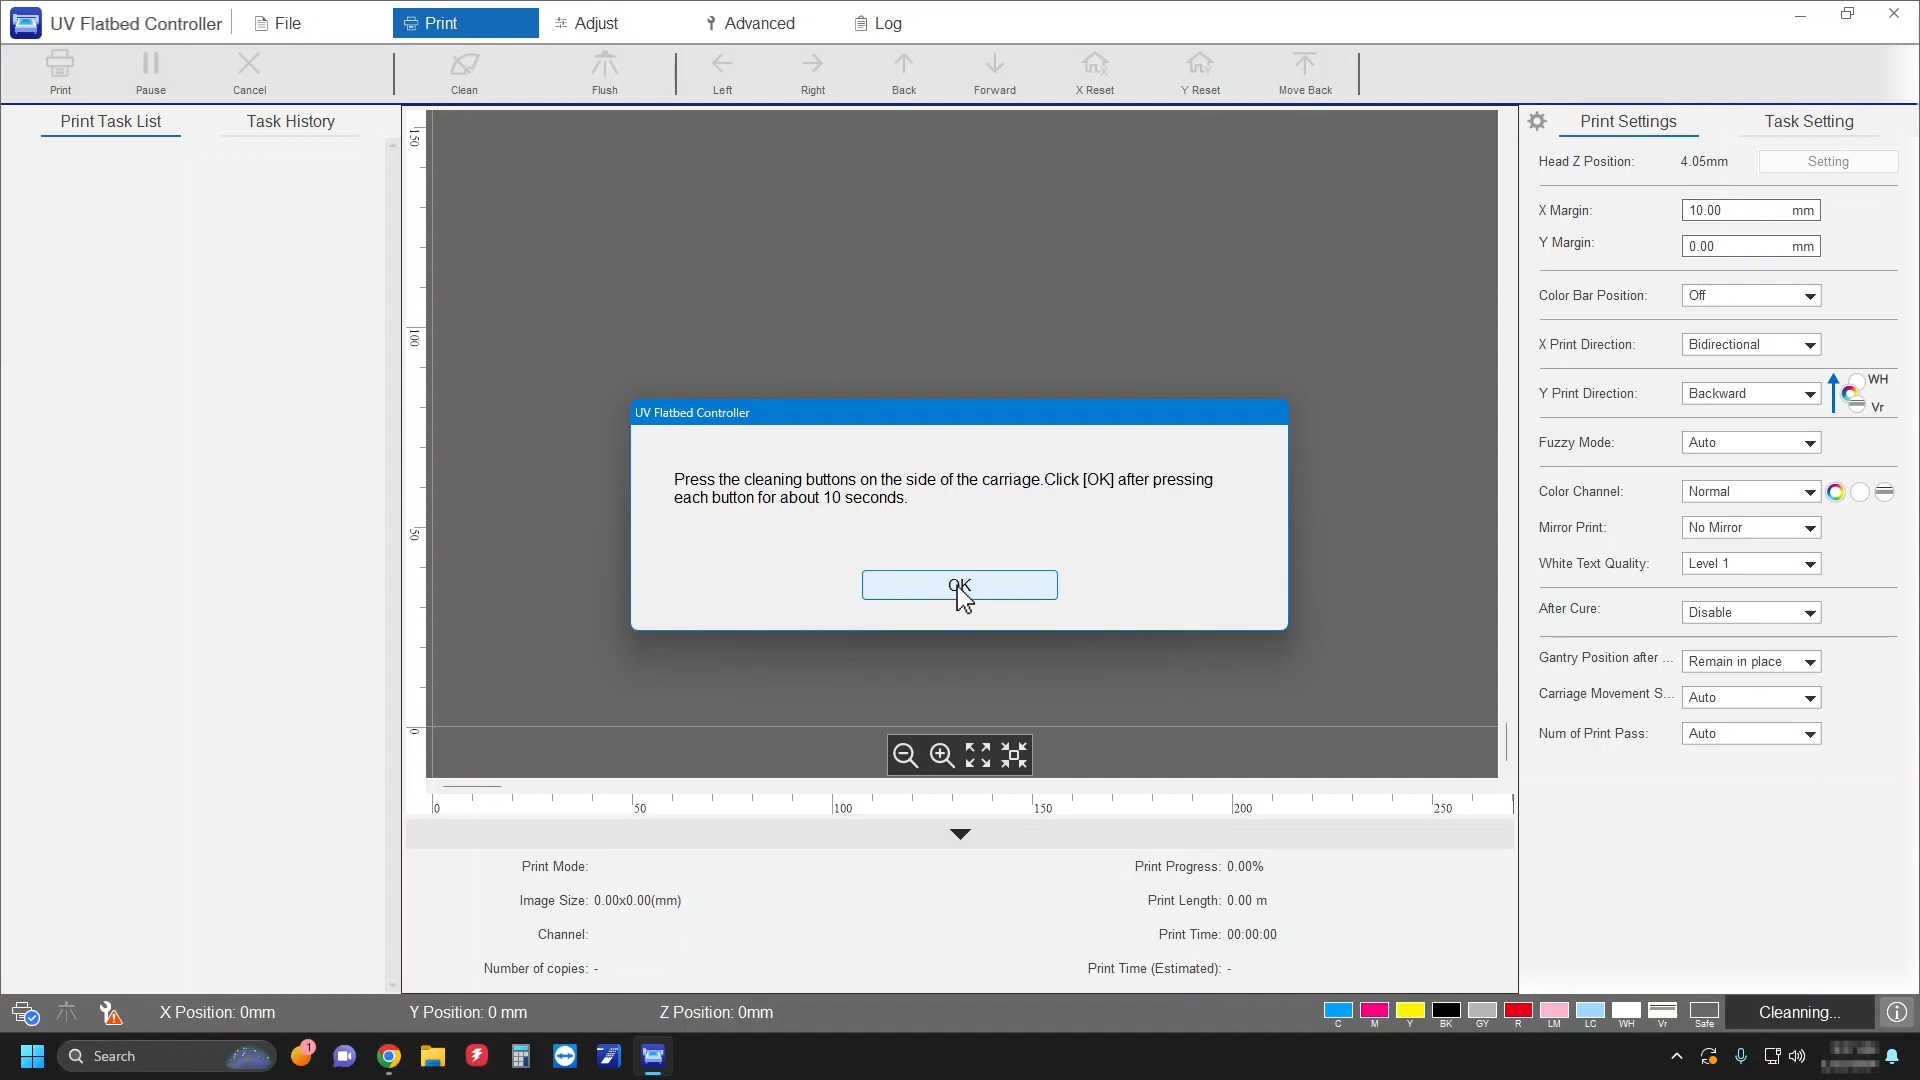 UV Flatbed Controller
File
Print
Adjust
Advanced
Log
Print
Pause
Cancel
Clean
Flush
Left
Right
Back
Forward
X Reset
Y Reset
Move Back
Print Task List
Task History
150
100
50
0
UV Flatbed Controller
Press the cleaning buttons on the side of the carriage.Click [OK] after pressing
each button for about 10 seconds.
OK
0
50
100
150
200
250
Print Mode:
Image Size: 0.00x0.00(mm)
Channel:
Number of copies: -
Print Progress: 0.00%
Print Length: 0.00 m
Print Time: 00:00:00
Print Time (Estimated): -
Print Settings
Task Setting
Head Z Position: 4.05mm Setting
X Margin: 10.00 mm
Y Margin: 0.00 mm
Color Bar Position: Off
X Print Direction: Bidirectional
Y Print Direction: Backward
WH
Vr
Fuzzy Mode: Auto
Color Channel: Normal
Mirror Print: No Mirror
White Text Quality: Level 1
After Cure: Disable
Gantry Position after ... Remain in place
Carriage Movement S... Auto
Num of Print Pass: Auto
X Position: 0mm
Y Position: 0 mm
Z Position: 0mm
C
M
Y
BK
GY
R
LM
LC
WH
Vr
Safe
Cleanning...
Search
1